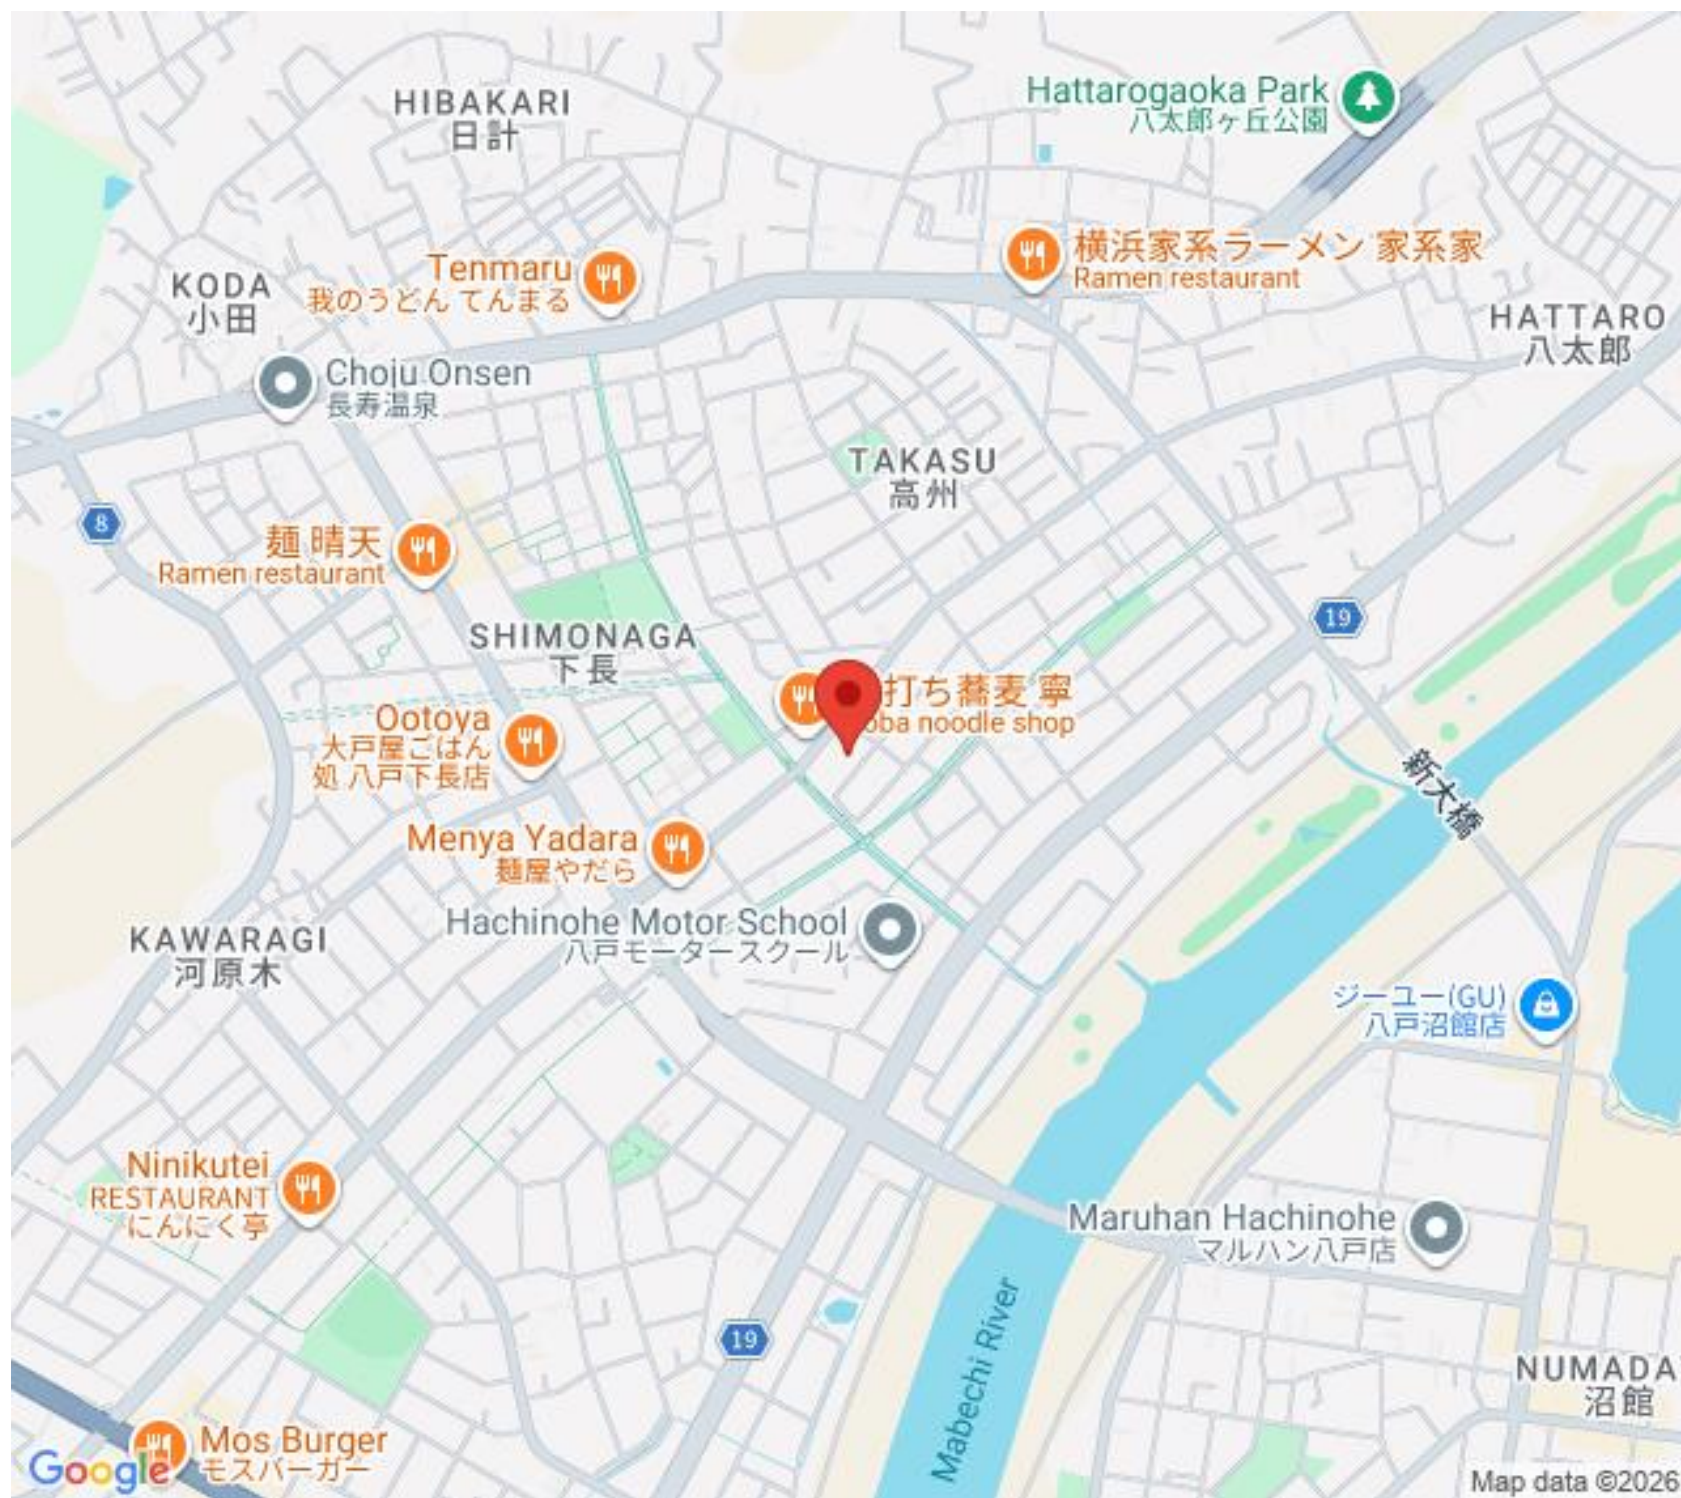 HIBAKARI
日計
Hattarogaoka Park
八太郎ヶ丘公園
横浜家系ラーメン 家系家
Ramen restaurant
Tenmaru
我のうどん てんまる
KODA
小田
HATTARO
八太郎
Choju Onsen
長寿温泉
TAKASU
高州
8
麺 晴天
Ramen restaurant
19
SHIMONAGA
下長
打ち蕎麦 寧
oba noodle shop
Ootoya
大戸屋ごはん
処 八戸下長店
新大橋
Menya Yadara
麺屋やだら
Hachinohe Motor School
八戸モータースクール
KAWARAGI
河原木
ジーユー(GU)
八戸沼館店
Ninikutei
RESTAURANT
にんにく亭
Maruhan Hachinohe
マルハン八戸店
19
Mabechi River
NUMADA
沼館
Mos Burger
モスバーガー
Google
Map data ©2026